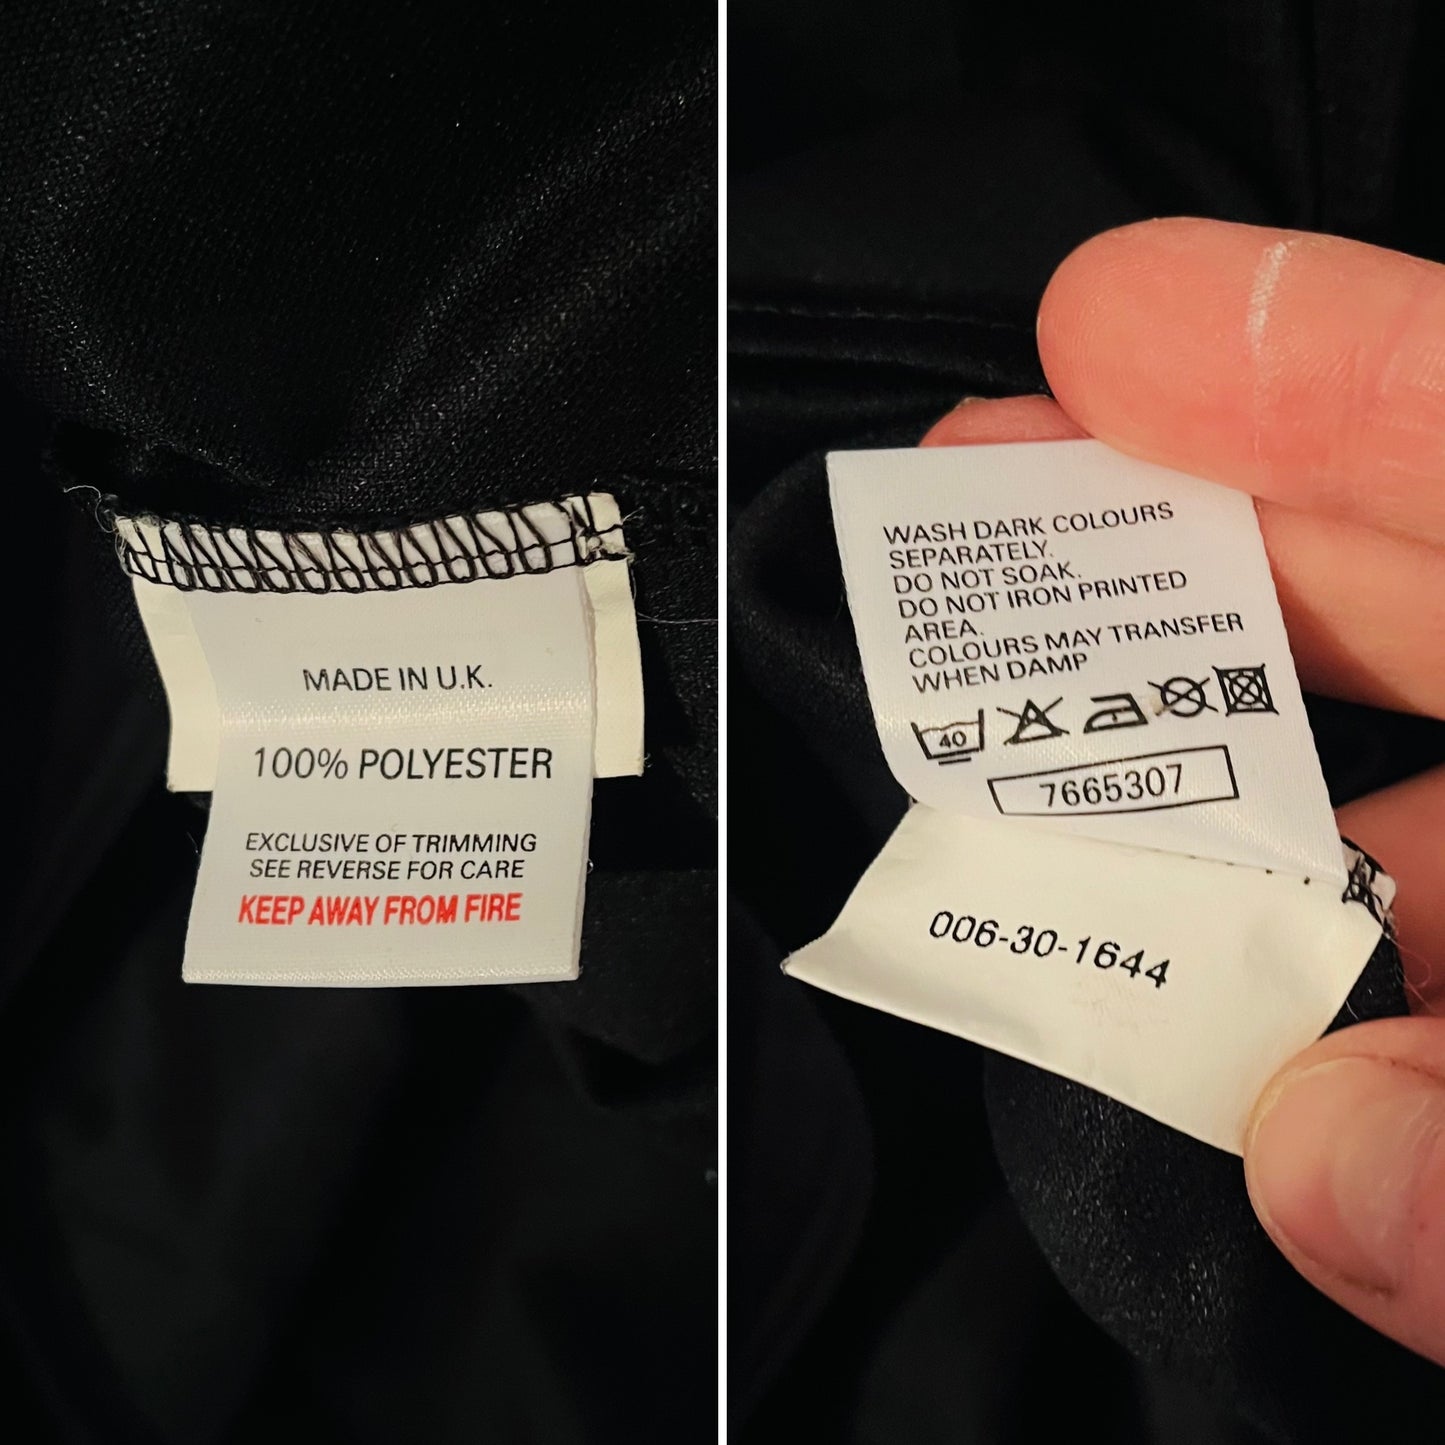 MADE IN U.K.
100% POLYESTER
EXCLUSIVE OF TRIMMING
SEE REVERSE FOR CARE
KEEP AWAY FROM FIRE
WASH DARK COLOURS
SEPARATELY.
DO NOT SOAK.
DO NOT IRON PRINTED
AREA.
COLOURS MAY TRANSFER
WHEN DAMP
40
7665307
006-30-1644